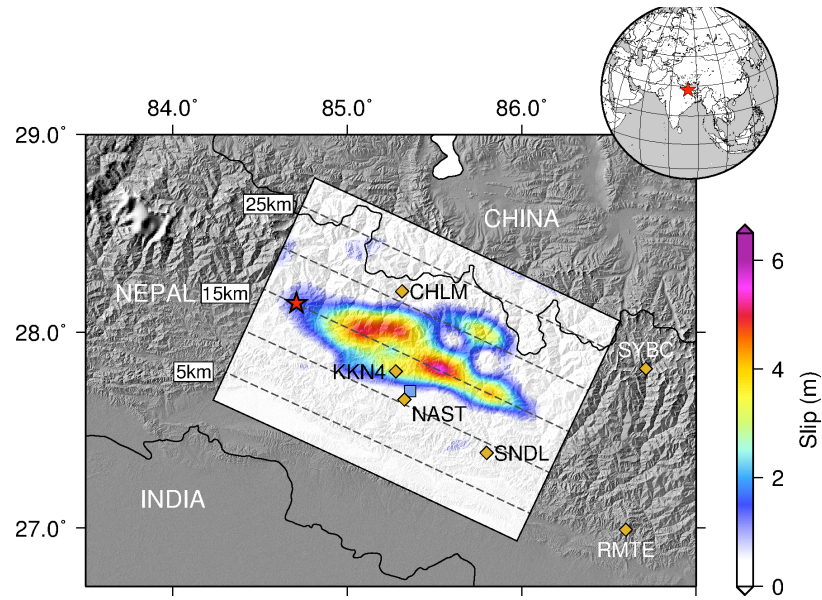 84.0˚ 85.0˚ 86.0˚
29.0˚
28.0˚
27.0˚
25km
CHINA
NEPAL
15km
CHLM
SYBC
KKN4
5km
NAST
SNDL
INDIA
RMTE
6
4
2
0
Slip (m)